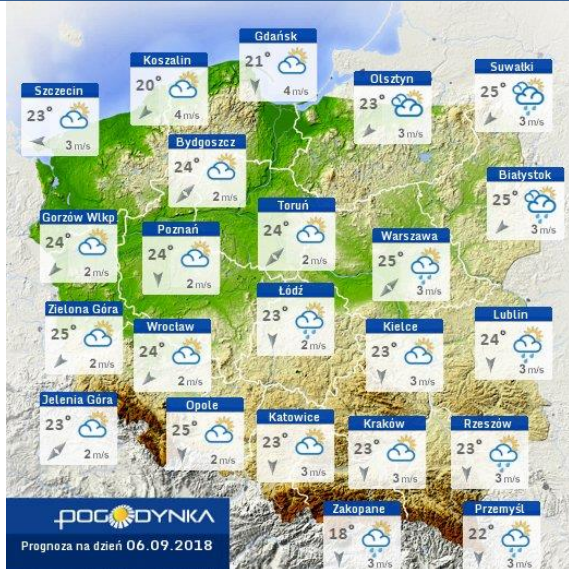 Gdańsk
21°
4 m/s
Koszalin
20°
4 m/s
Olsztyn
23°
3 m/s
Suwałki
25°
3 m/s
Szczecin
23°
3 m/s
Bydgoszcz
24°
2 m/s
Białystok
25°
3 m/s
Gorzów Wlkp
24°
2 m/s
Poznań
24°
2 m/s
Toruń
24°
2 m/s
Warszawa
25°
3 m/s
Łódź
23°
2 m/s
Zielona Góra
25°
2 m/s
Wrocław
24°
2 m/s
Kielce
23°
3 m/s
Lublin
24°
3 m/s
Jelenia Góra
23°
2 m/s
Opole
25°
2 m/s
Katowice
23°
3 m/s
Kraków
23°
3 m/s
Rzeszów
23°
3 m/s
Zakopane
18°
3 m/s
Przemyśl
22°
3 m/s
POGODYNKA
Prognoza na dzień 06.09.2018